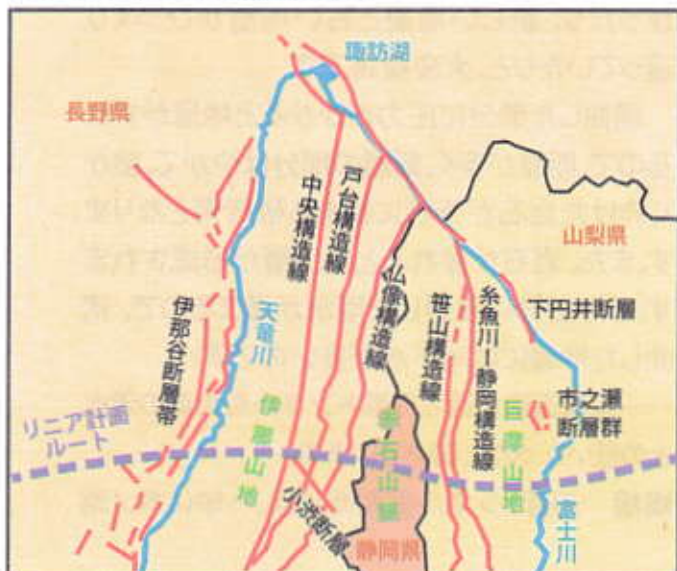 諏訪湖
長野県
山梨県
戸台構造線
中央構造線
仏像構造線
笹山構造線
糸魚川ー静岡構造線
下円井断層
伊那谷断層帯
天竜川
伊那山地
赤石山脈
巨摩山地
市之瀬
断層群
リニア計画
ルート
小渋断層
静岡県
富士川